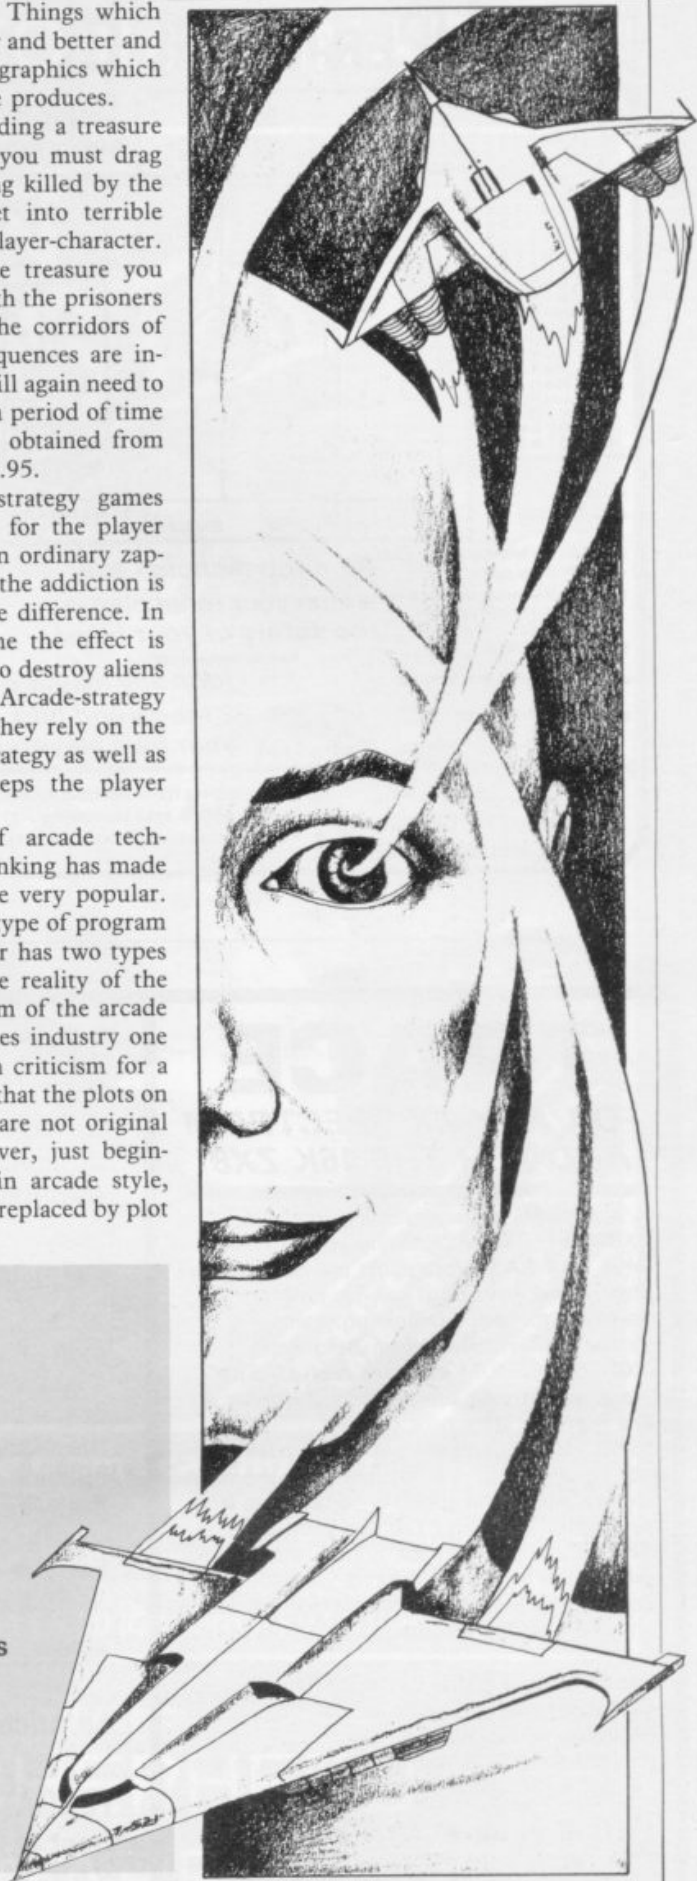 Things which
and better and
graphics which
produces.
ding a treasure
you must drag
g killed by the
et into terrible
layer-character.
e treasure you
h the prisoners
he corridors of
quences are in-
ill again need to
period of time
obtained from
.95.
strategy games
for the player
n ordinary zap-
the addiction is
e difference. In
ne the effect is
o destroy aliens
Arcade-strategy
hey rely on the
rategy as well as
eps the player
f arcade tech-
nking has made
e very popular.
type of program
r has two types
e reality of the
m of the arcade
es industry one
n criticism for a
that the plots on
are not original
ver, just begin-
in arcade style,
replaced by plot
s